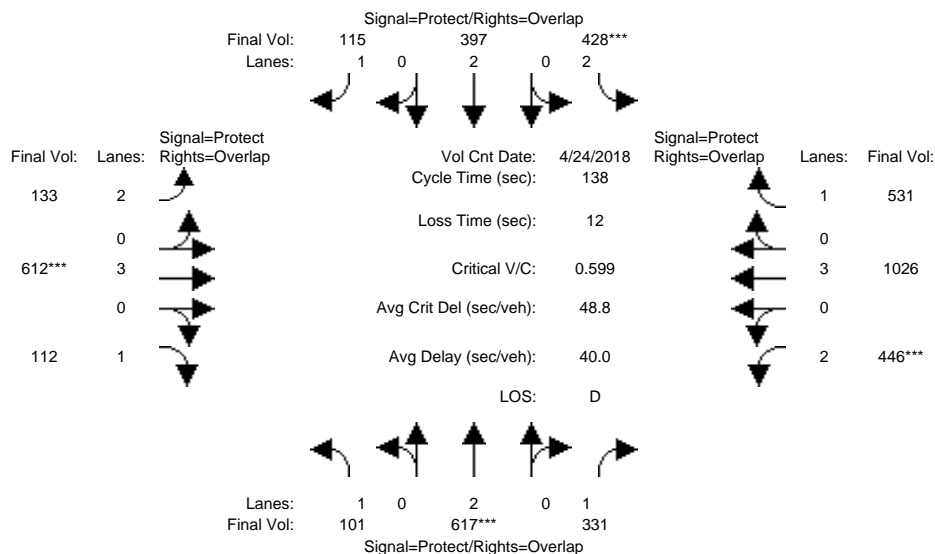 Signal=Protect/Rights=Overlap
Final Vol: 115 397 428***
Lanes: 1 0 2 0 2
Signal=Protect
Final Vol: Lanes: Rights=Overlap
Vol Cnt Date: 4/24/2018
Signal=Protect
Rights=Overlap Lanes: Final Vol:
Cycle Time (sec): 138
133 2
1 531
Loss Time (sec): 12
0
0
612*** 3
Critical V/C: 0.599
3 1026
0
Avg Crit Del (sec/veh): 48.8
0
112 1
Avg Delay (sec/veh): 40.0
2 446***
LOS: D
Lanes: 1 0 2 0 1
Final Vol: 101 617*** 331
Signal=Protect/Rights=Overlap